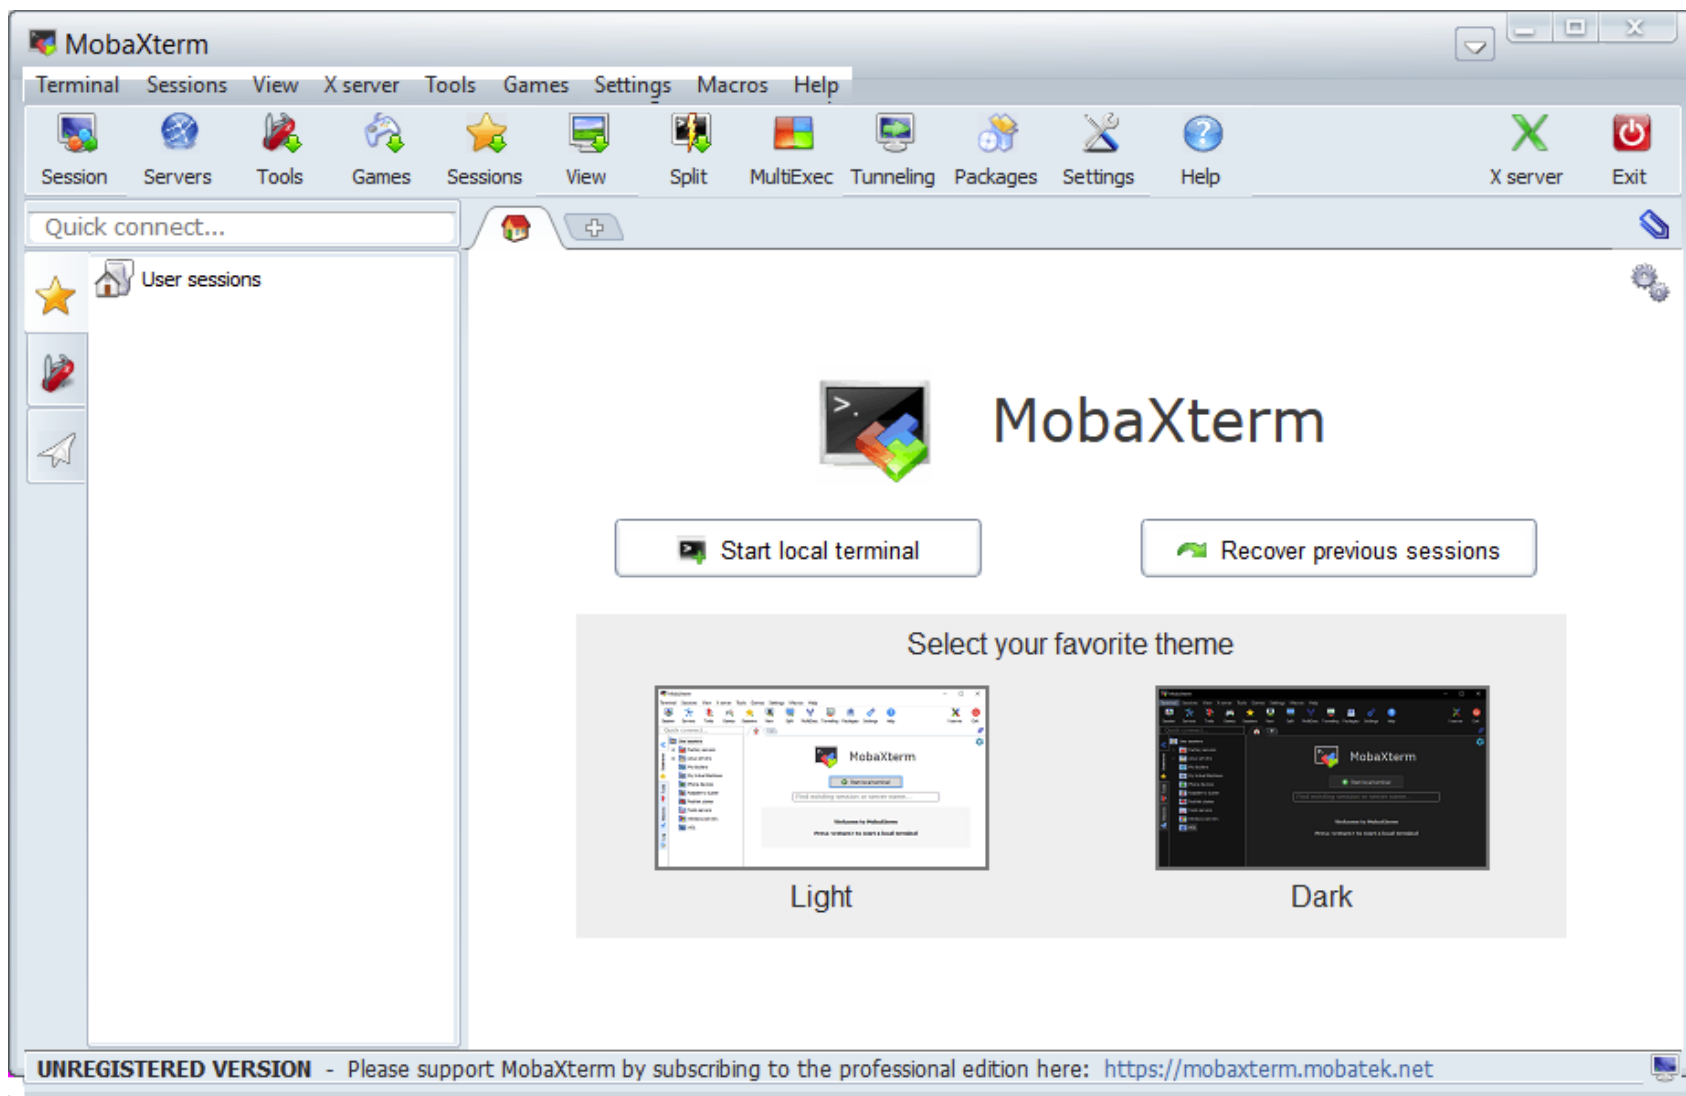 MobaXterm
Terminal Sessions View X server Tools Games Settings Macros Help
Session Servers Tools Games Sessions View Split MultiExec Tunneling Packages Settings Help X server Exit
Quick connect...
User sessions
>.
MobaXterm
Start local terminal
Recover previous sessions
Select your favorite theme
MobaXterm
MobaXterm
Light
Dark
UNREGISTERED VERSION - Please support MobaXterm by subscribing to the professional edition here: https://mobaxterm.mobatek.net